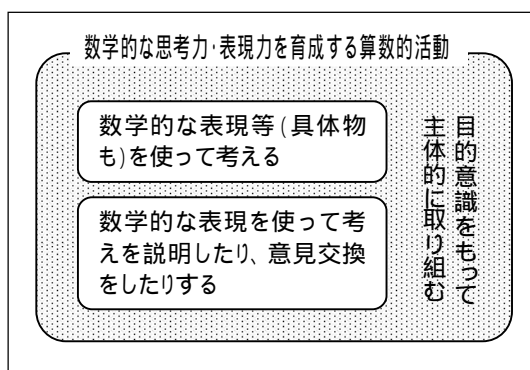 数学的な思考力・表現力を育成する算数的活動
数学的な表現等(具体物
も)を使って考える
数学的な表現を使って考
えを説明したり、意見交換
をしたりする
目的意識をもって
主体的に取り組む